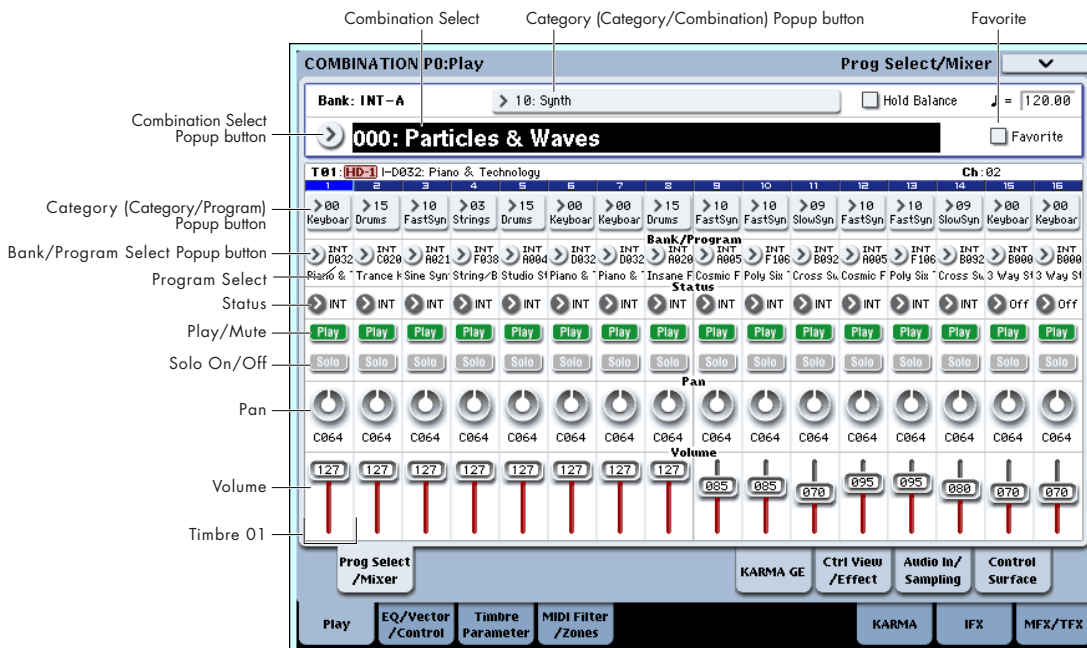 Combination Select
Category (Category/Combination) Popup button
Favorite
COMBINATION P0:Play
Prog Select/Mixer
Bank: INT-A
10: Synth
Hold Balance
♩ = 120.00
Combination Select
Popup button
000: Particles & Waves
Favorite
T01: HD-1 I-D032: Piano & Technology
Ch:02
1 2 3 4 5 6 7 8 9 10 11 12 13 14 15 16
Category (Category/Program)
Popup button
00 15 10 03 15 00 00 15 10 10 09 10 10 09 00 00
Keyboar Drums FastSyn Strings Drums Keyboar Keyboar Drums FastSyn FastSyn SlowSyn FastSyn FastSyn SlowSyn Keyboar Keyboar
Bank/Program
Bank/Program Select Popup button
INT INT INT INT INT INT INT INT INT INT INT INT INT INT INT INT
D032 C020 A021 F038 A004 D032 D032 A020 A005 F106 B092 A005 F106 B092 B000 B000
Program Select
Piano & Trance K Sine Syn String/B Studio St Piano & Piano & Insane F Cosmic F Poly Six Cross Su Cosmic F Poly Six Cross Su 3 Way St 3 Way St
Status
Status
INT INT INT INT INT INT INT INT INT INT INT INT INT INT Off Off
Play/Mute
Play Play Play Play Play Play Play Play Play Play Play Play Play Play Play Play
Solo On/Off
Solo Solo Solo Solo Solo Solo Solo Solo Solo Solo Solo Solo Solo Solo Solo Solo
Pan
Pan
C064 C064 C064 C064 C064 C064 C064 C064 C064 C064 C064 C064 C064 C064 C064 C064
Volume
Volume
127 127 127 127 127 127 127 127 085 085 070 095 095 080 070 070
Timbre 01
Prog Select
/Mixer
KARMA GE
Ctrl View
/Effect
Audio In/
Sampling
Control
Surface
Play
EQ/Vector
/Control
Timbre
Parameter
MIDI Filter
/Zones
KARMA
IFX
MFX/TFX